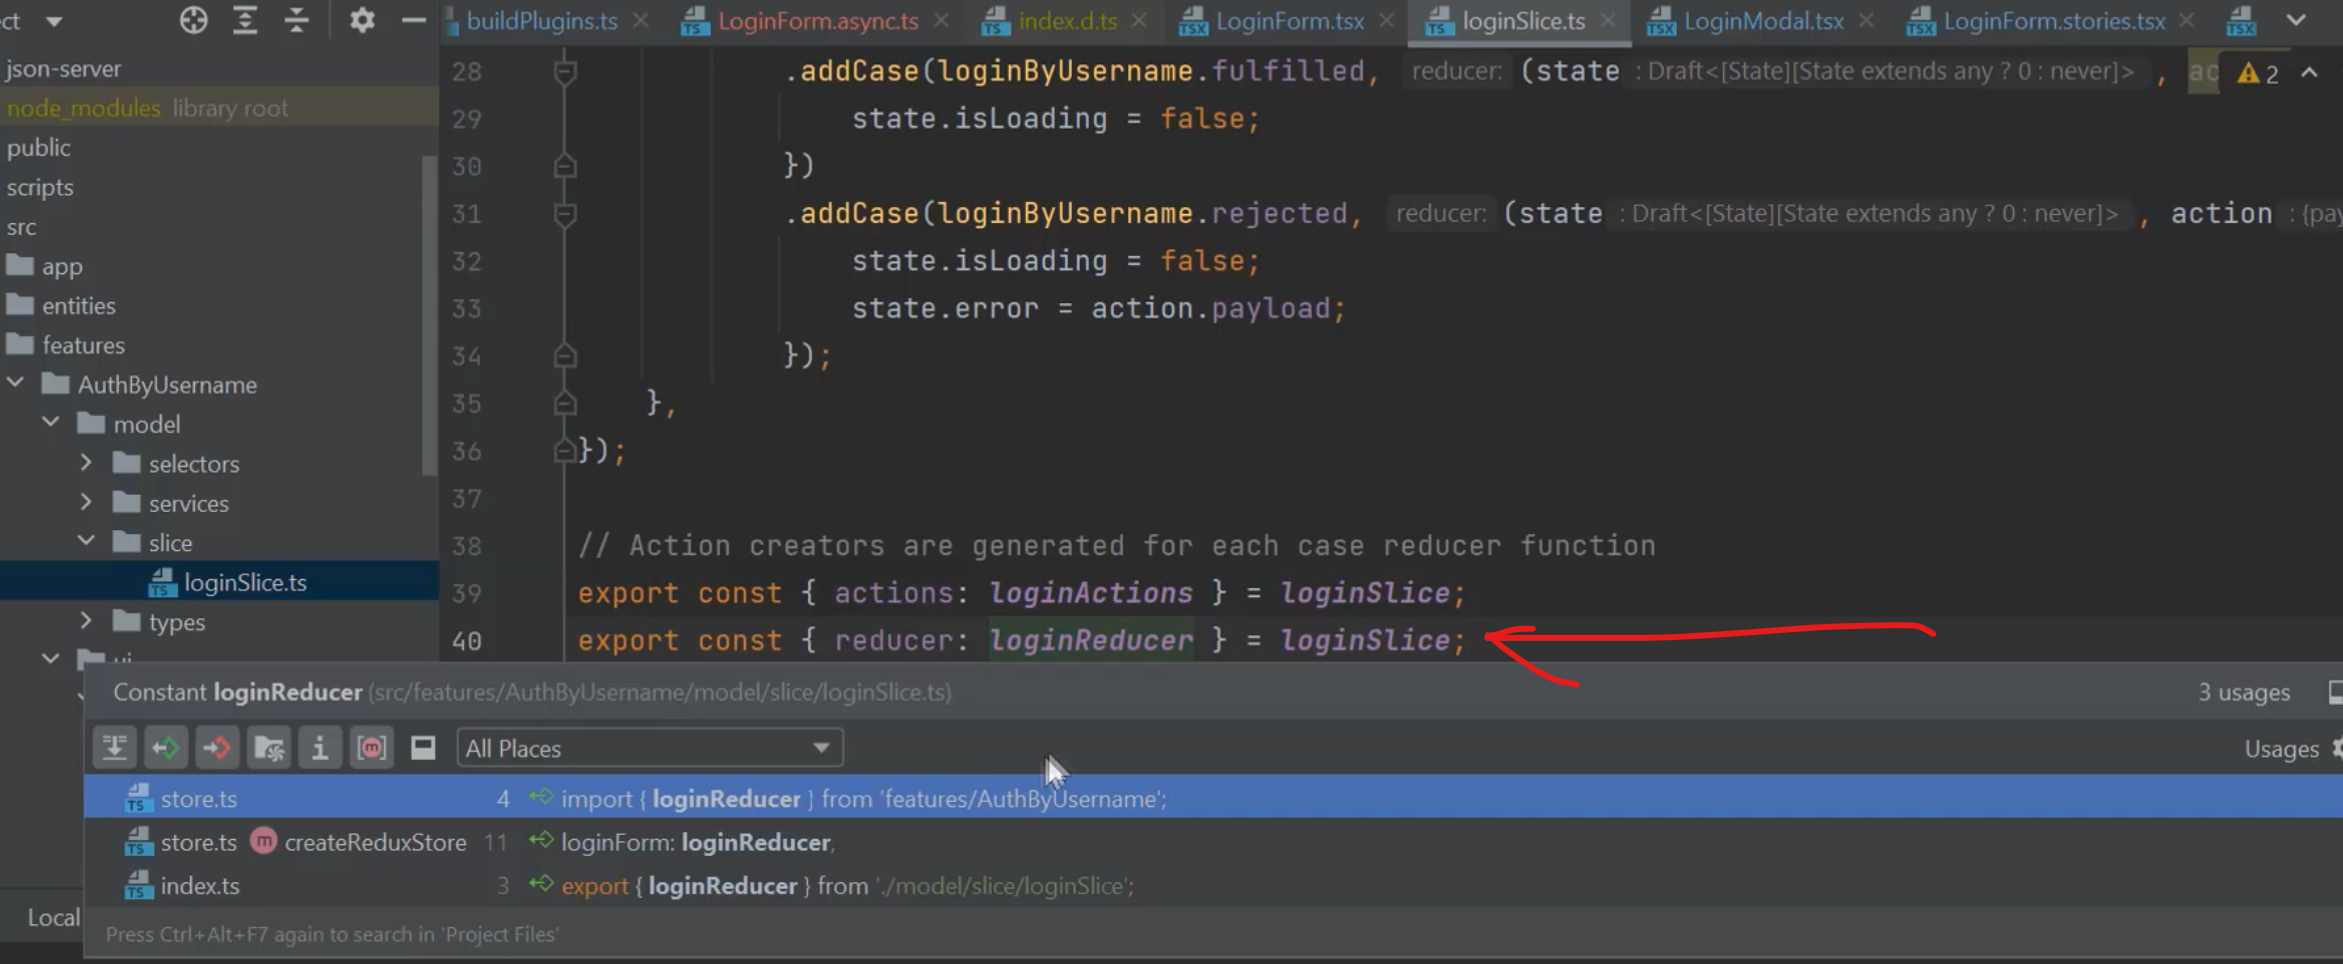 ct
buildPlugins.ts
LoginForm.async.ts
index.d.ts
LoginForm.tsx
loginSlice.ts
LoginModal.tsx
LoginForm.stories.tsx
json-server
node_modules library root
public
scripts
src
app
entities
features
AuthByUsername
model
selectors
services
slice
loginSlice.ts
types
ui
Local
28 .addCase(loginByUsername.fulfilled, reducer: (state : Draft<[State][State extends any ? 0 : never]> , ac
2
29 state.isLoading = false;
30 })
31 .addCase(loginByUsername.rejected, reducer: (state : Draft<[State][State extends any ? 0 : never]> , action : {pay
32 state.isLoading = false;
33 state.error = action.payload;
34 });
35 },
36 });
37
38 // Action creators are generated for each case reducer function
39 export const { actions: loginActions } = loginSlice;
40 export const { reducer: loginReducer } = loginSlice;
Constant loginReducer (src/features/AuthByUsername/model/slice/loginSlice.ts) 3 usages
All Places Usages
store.ts 4 import { loginReducer } from 'features/AuthByUsername';
store.ts createReduxStore 11 loginForm: loginReducer,
index.ts 3 export { loginReducer } from './model/slice/loginSlice';
Press Ctrl+Alt+F7 again to search in 'Project Files'